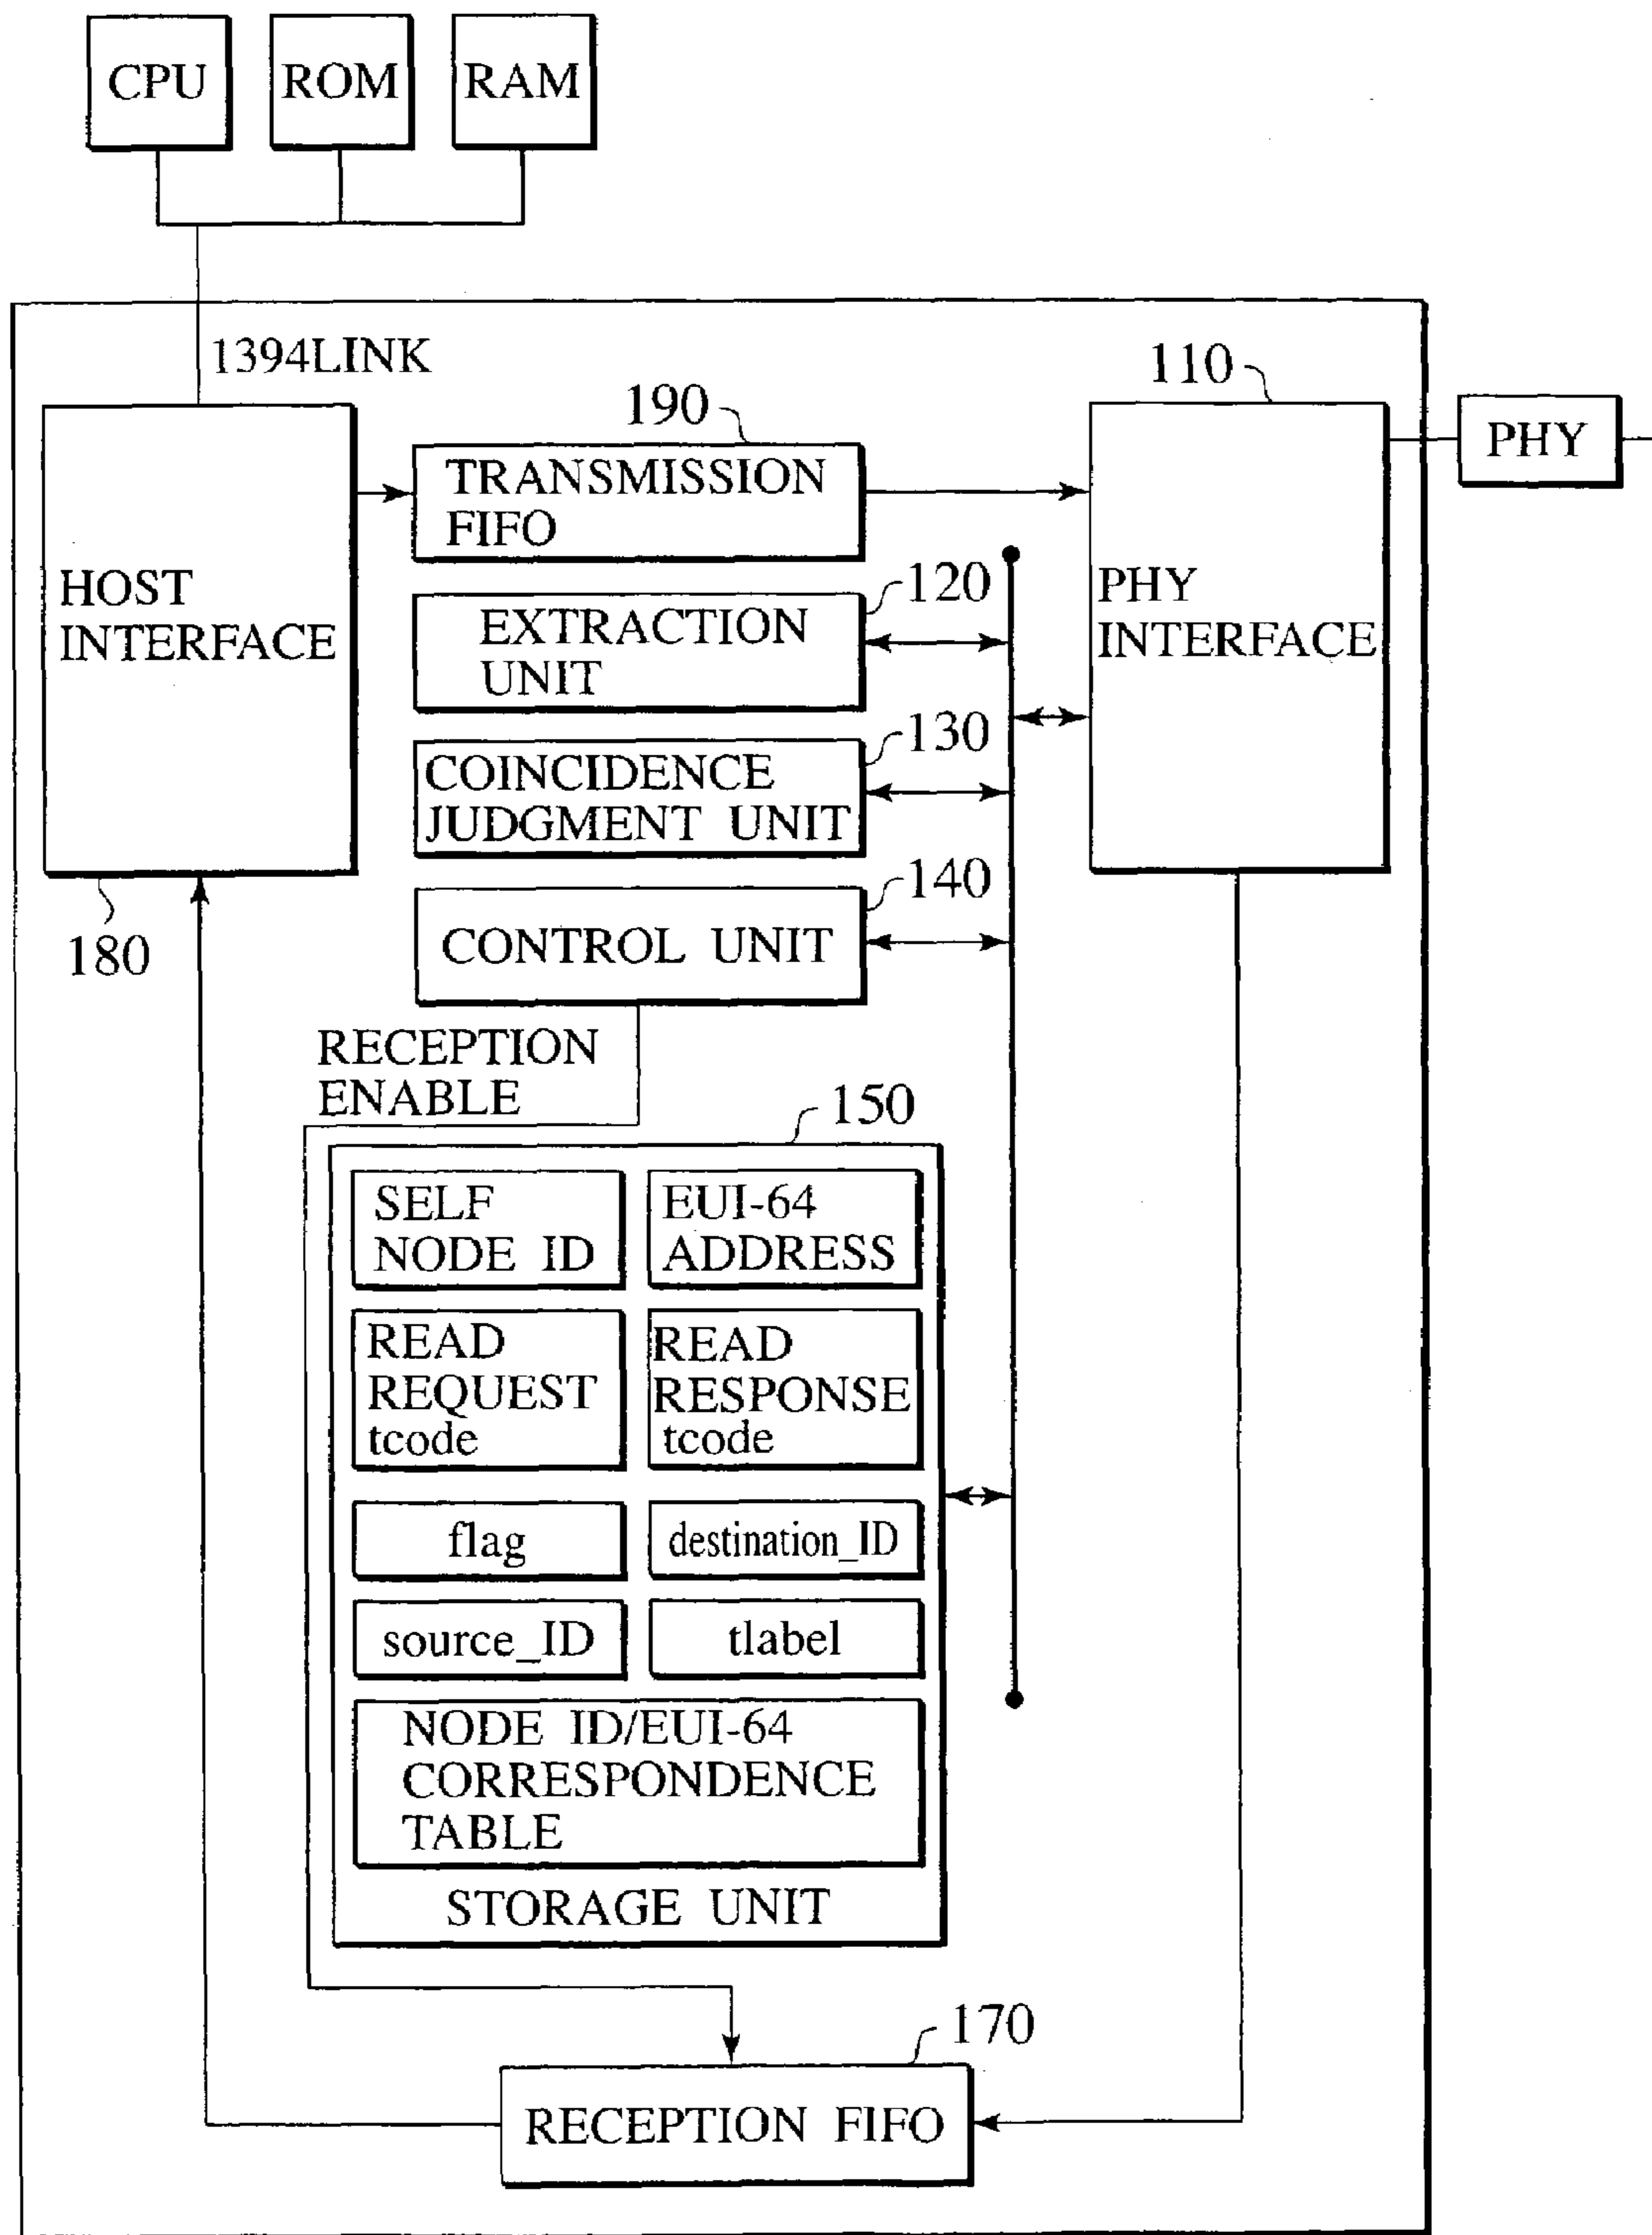 CPU
ROM
RAM
1394LINK
110
190
PHY
TRANSMISSION
FIFO
HOST
INTERFACE
120
PHY
INTERFACE
EXTRACTION
UNIT
130
COINCIDENCE
JUDGMENT UNIT
140
180
CONTROL UNIT
RECEPTION
ENABLE
150
SELF
NODE ID
EUI-64
ADDRESS
READ
REQUEST
tcode
READ
RESPONSE
tcode
flag
destination_ID
source_ID
tlabel
NODE ID/EUI-64
CORRESPONDENCE
TABLE
STORAGE UNIT
170
RECEPTION FIFO